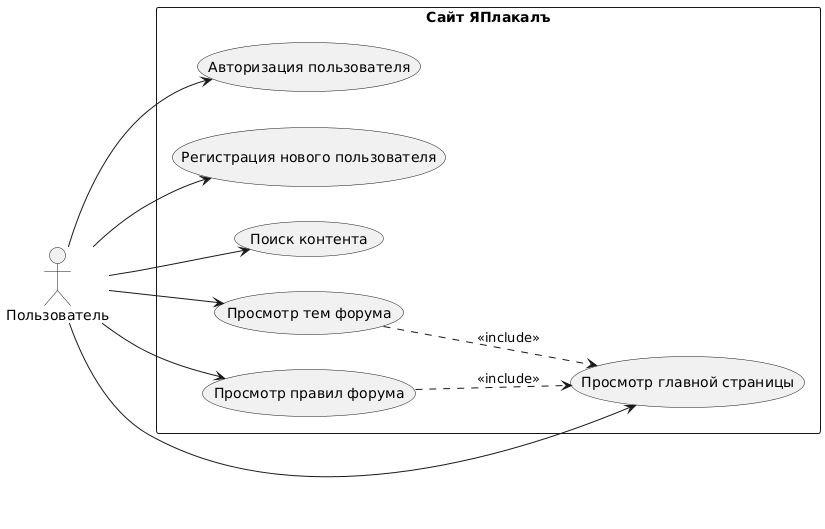 Сайт ЯПлакалъ
Авторизация пользователя
Регистрация нового пользователя
Поиск контента
Пользователь
Просмотр тем форума
«include»
Просмотр правил форума
«include»
Просмотр главной страницы